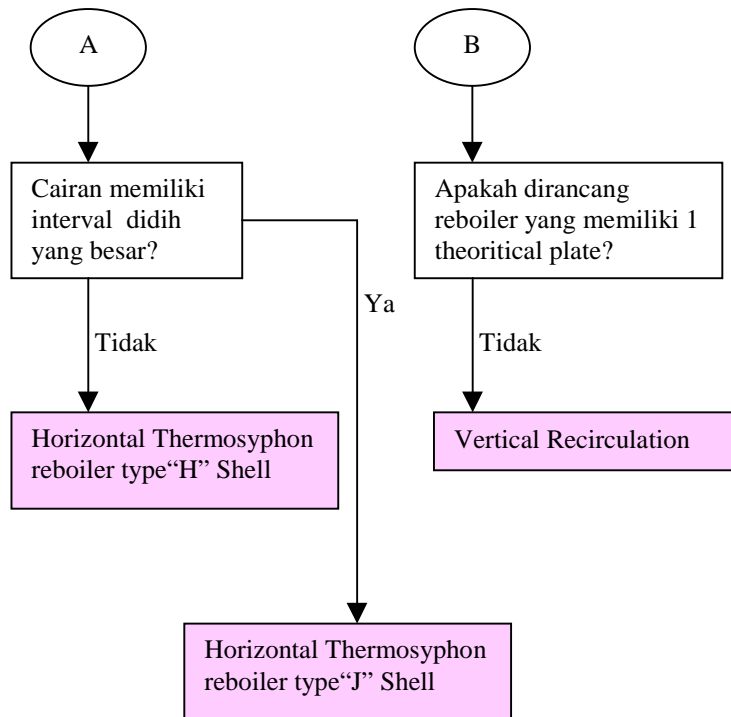 A
Cairan memiliki
interval didih
yang besar?
Ya
Tidak
Horizontal Thermosyphon
reboiler type“H” Shell
Horizontal Thermosyphon
reboiler type“J” Shell
B
Apakah dirancang
reboiler yang memiliki 1
theoritical plate?
Tidak
Vertical Recirculation